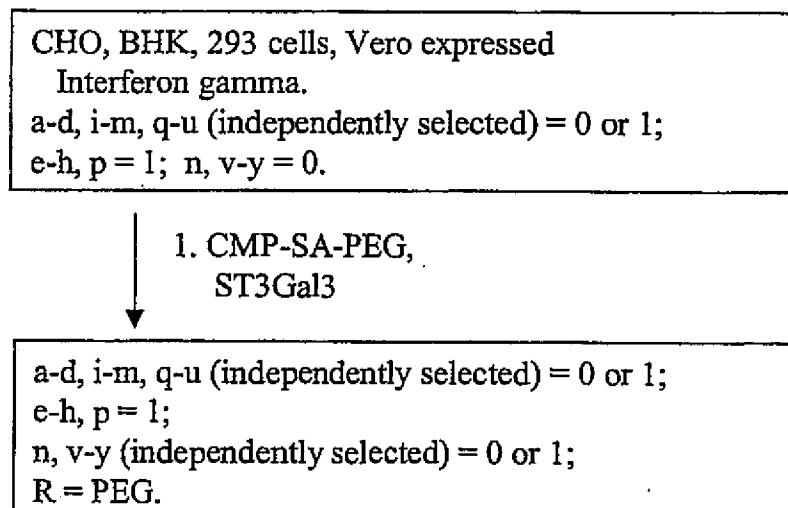 CHO, BHK, 293 cells, Vero expressed
Interferon gamma.
a-d, i-m, q-u (independently selected) = 0 or 1;
e-h, p = 1; n, v-y = 0.
1. CMP-SA-PEG,
ST3Gal3
a-d, i-m, q-u (independently selected) = 0 or 1;
e-h, p = 1;
n, v-y (independently selected) = 0 or 1;
R = PEG.